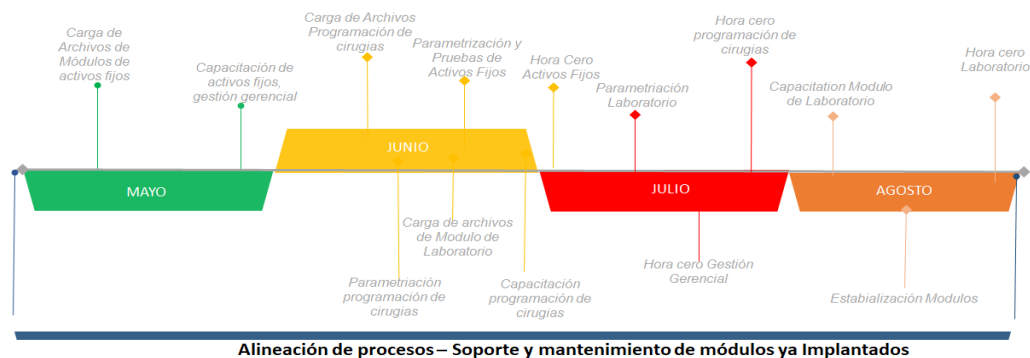 Carga de
Archivos de
Módulos de
activos fijos
Capacitación de
activos fijos,
gestión gerencial
Carga de Archivos
Programación de
cirugias
Parametrización y
Pruebas de
Activos Fijos
Hora Cero
Activos Fijos
Parametriación
Laboratorio
Hora cero
programación de
cirugias
Capacitation Modulo
de Laboratorio
Hora cero
Laboratorio
MAYO
JUNIO
JULIO
AGOSTO
Parametriación
programación de
cirugias
Carga de archivos
de Modulo de
Laboratorio
Capacitación
programación de
cirugias
Hora cero Gestión
Gerencial
Estabialización Modulos
Alineación de procesos – Soporte y mantenimiento de módulos ya Implantados